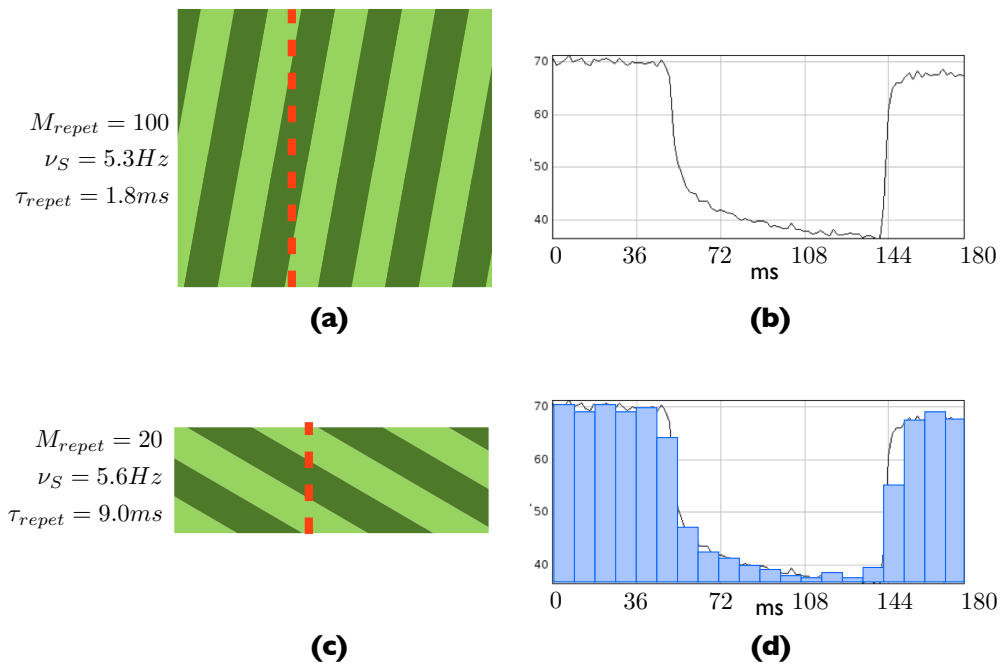 M_repet = 100
ν_S = 5.3Hz
τ_repet = 1.8ms
(a)
70
60
'50
40
0 36 72 108 144 180
ms
(b)
M_repet = 20
ν_S = 5.6Hz
τ_repet = 9.0ms
(c)
70
60
'50
40
0 36 72 108 144 180
ms
(d)